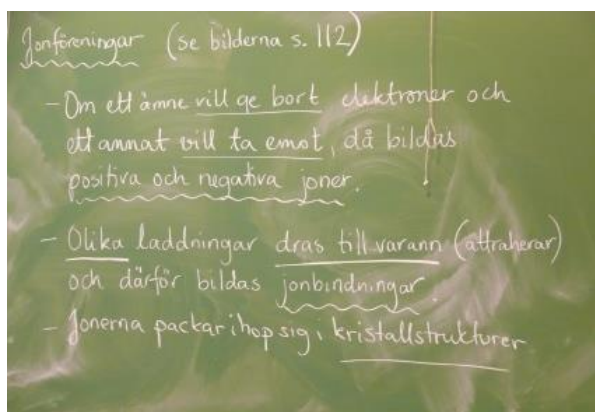 Jonföreningar (se bilderna s. 112)
- Om ett ämne vill ge bort elektroner och
ett annat vill ta emot, då bildas
positiva och negativa joner.
- Olika laddningar dras till varann (attraherar)
och därför bildas jonbindningar.
- Jonerna packar ihop sig i kristallstrukturer